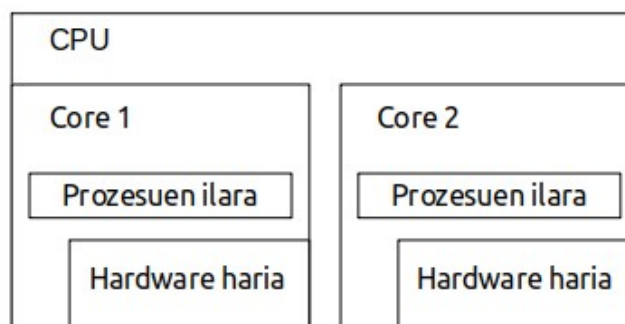 CPU
Core 1
Core 2
Prozesuen ilara
Prozesuen ilara
Hardware haria
Hardware haria